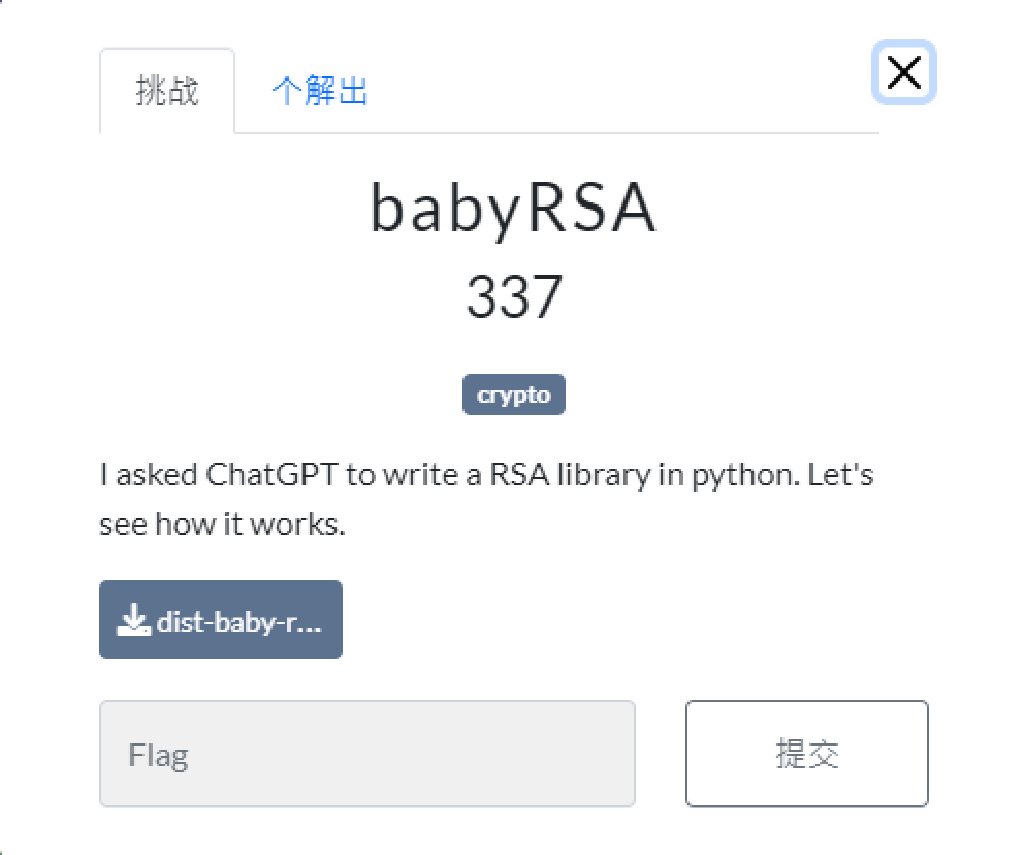 挑战 个解出
babyRSA
337
crypto
I asked ChatGPT to write a RSA library in python. Let's
see how it works.
dist-baby-r...
Flag 提交